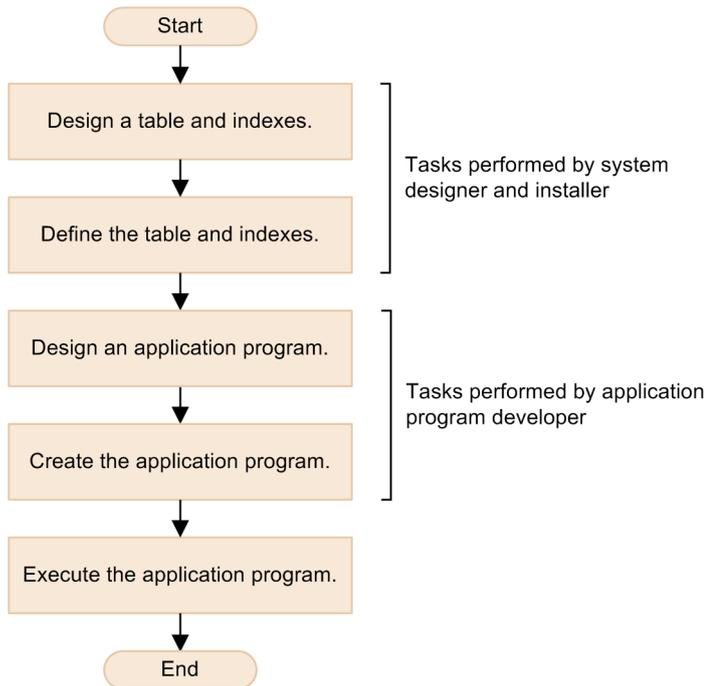 Start
Design a table and indexes.
Tasks performed by system
designer and installer
Define the table and indexes.
Design an application program.
Tasks performed by application
program developer
Create the application program.
Execute the application program.
End